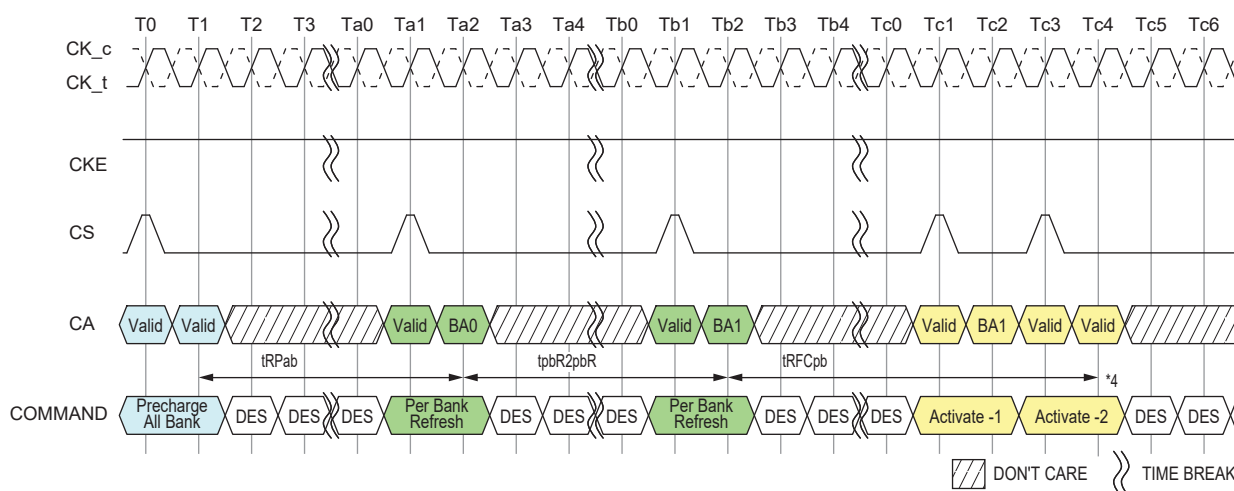 T0 T1 T2 T3 Ta0 Ta1 Ta2 Ta3 Ta4 Tb0 Tb1 Tb2 Tb3 Tb4 Tc0 Tc1 Tc2 Tc3 Tc4 Tc5 Tc6
CK_c
CK_t
CKE
CS
CA Valid Valid Valid BA0 Valid BA1 Valid BA1 Valid Valid
tRPab tpbR2pbR tRFCpb *4
COMMAND Precharge All Bank DES DES DES Per Bank Refresh DES DES DES Per Bank Refresh DES DES DES Activate -1 Activate -2 DES DES
DON'T CARE TIME BREAK